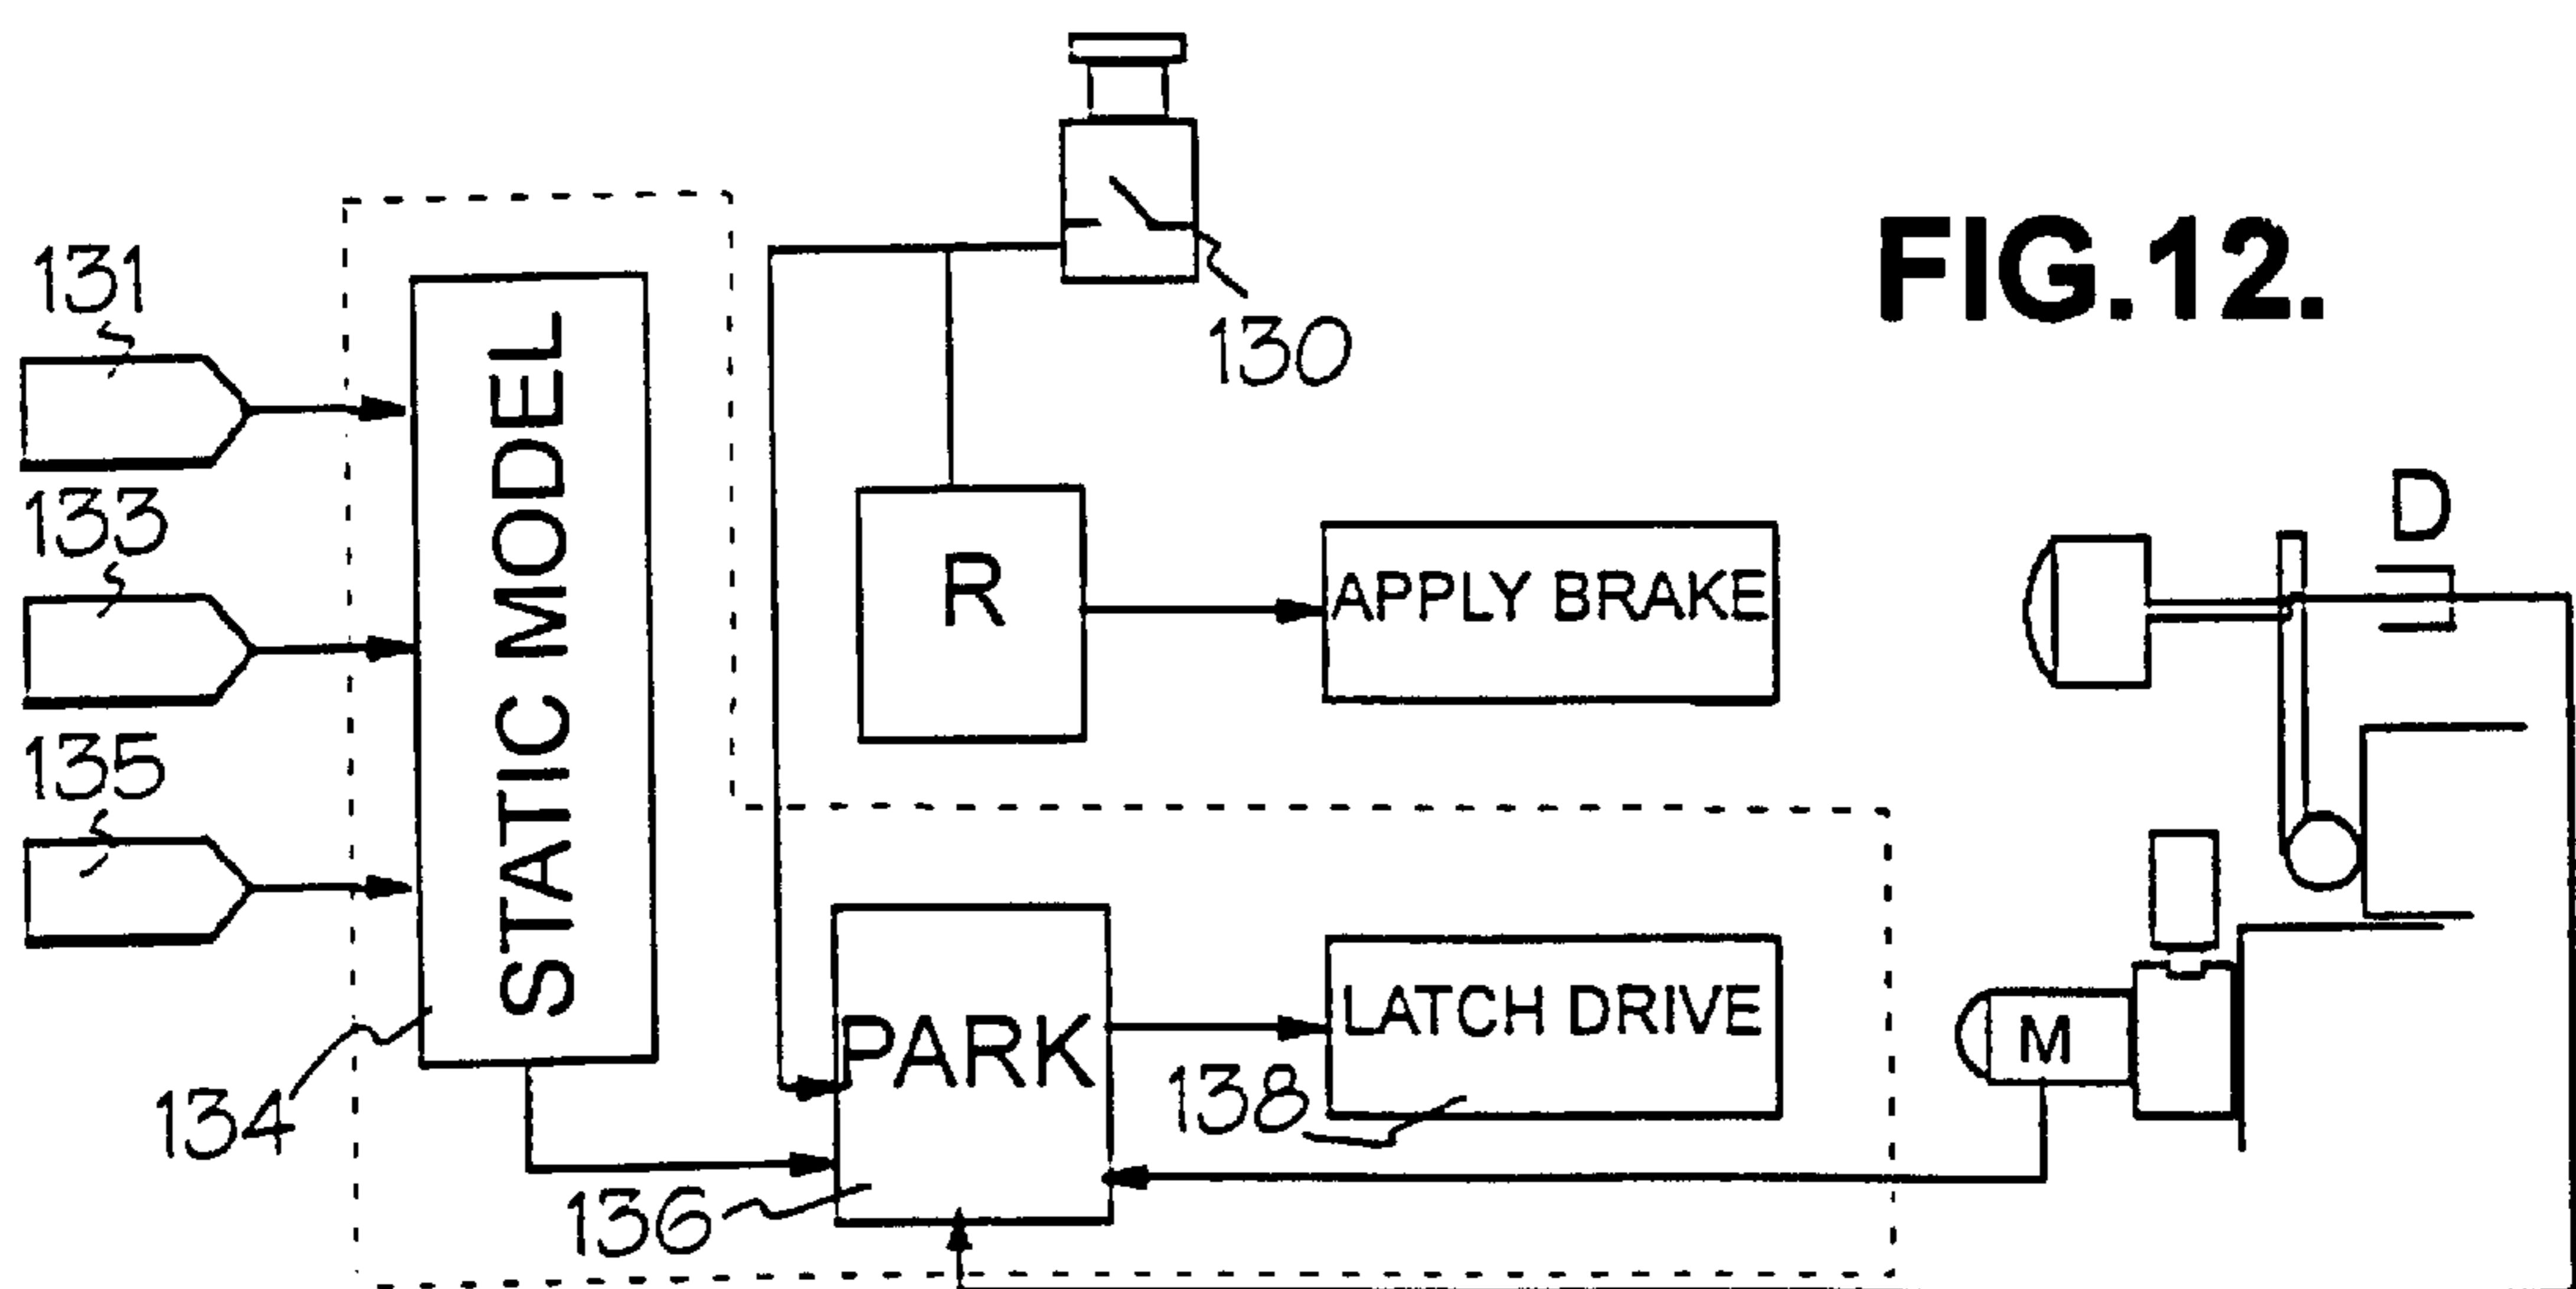 FIG.12.
131
130
133
135
STATIC MODEL
R
APPLY BRAKE
D
134
PARK
LATCH DRIVE
138
M
136